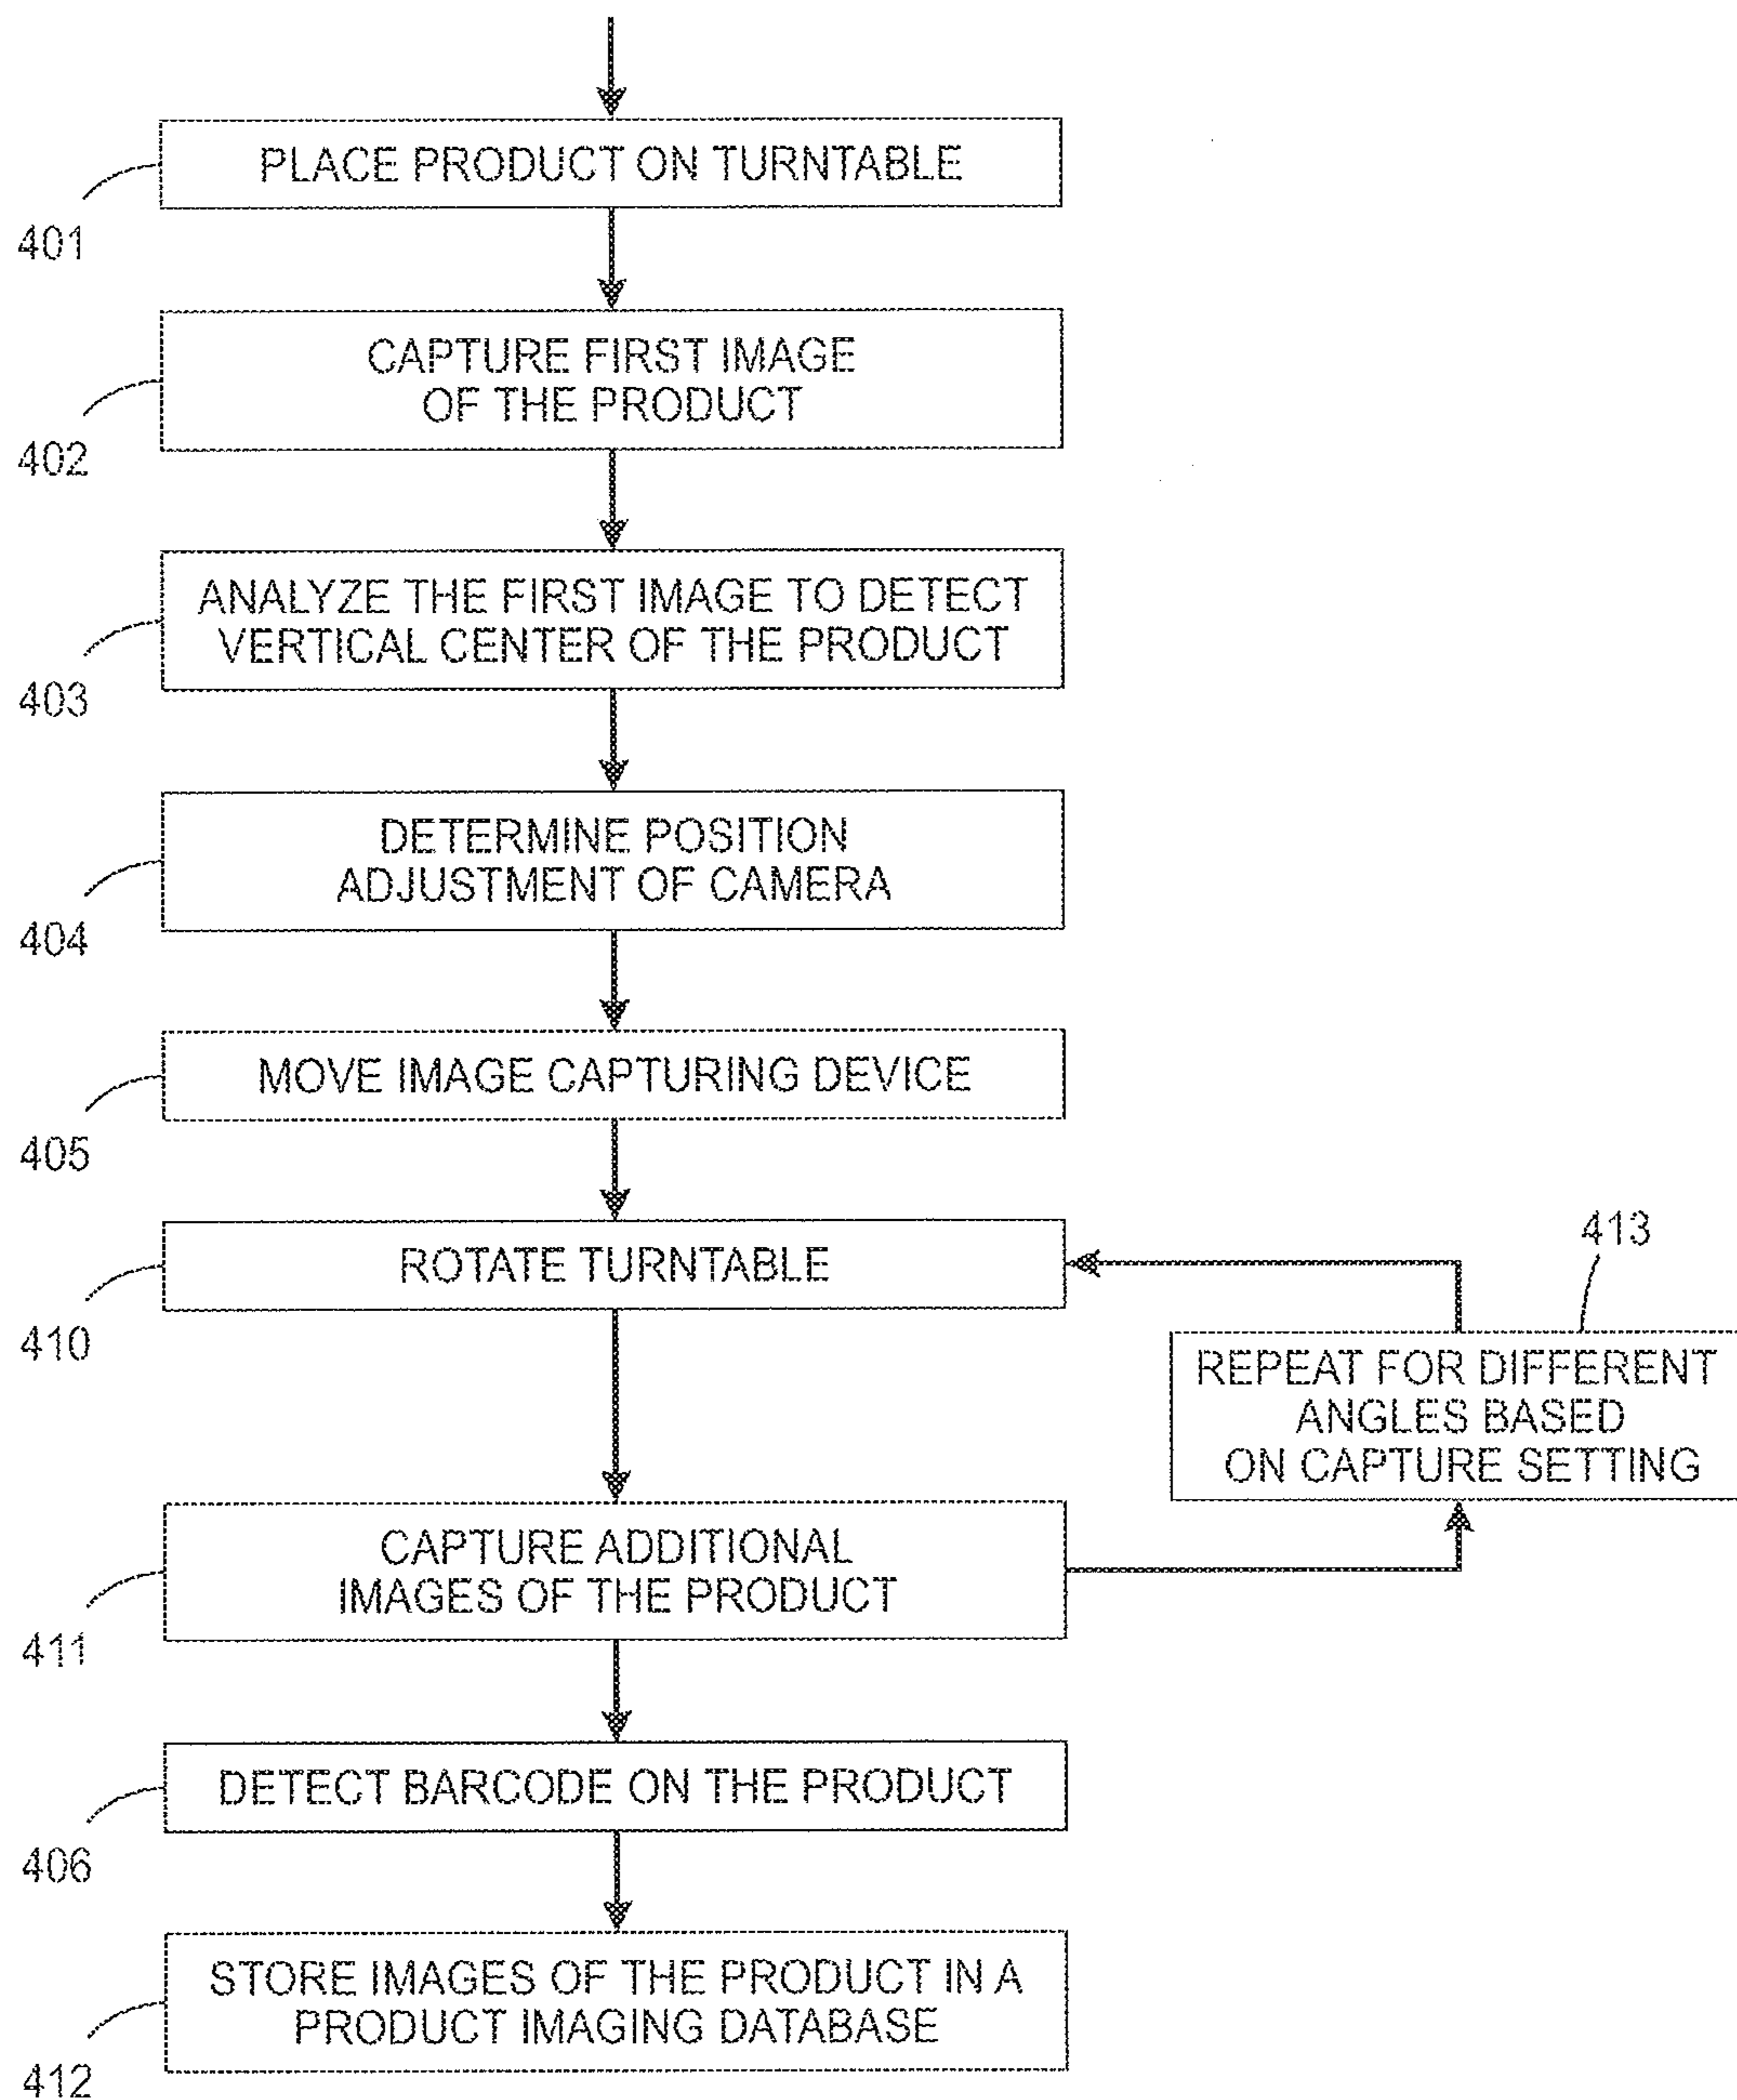 PLACE PRODUCT ON TURNTABLE
401
CAPTURE FIRST IMAGE
OF THE PRODUCT
402
ANALYZE THE FIRST IMAGE TO DETECT
VERTICAL CENTER OF THE PRODUCT
403
DETERMINE POSITION
ADJUSTMENT OF CAMERA
404
MOVE IMAGE CAPTURING DEVICE
405
ROTATE TURNTABLE
410
413
REPEAT FOR DIFFERENT
ANGLES BASED
ON CAPTURE SETTING
CAPTURE ADDITIONAL
IMAGES OF THE PRODUCT
411
DETECT BARCODE ON THE PRODUCT
406
STORE IMAGES OF THE PRODUCT IN A
PRODUCT IMAGING DATABASE
412